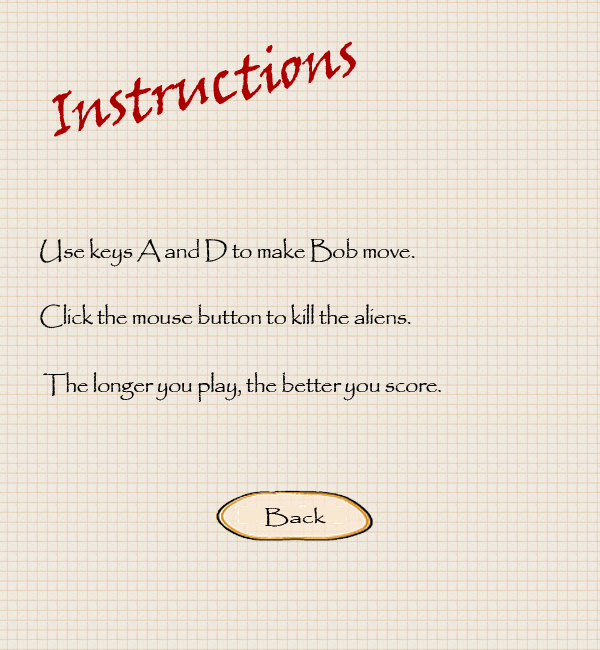 Instructions
Use keys A and D to make Bob move.
Click the mouse button to kill the aliens.
The longer you play, the better you score.
Back